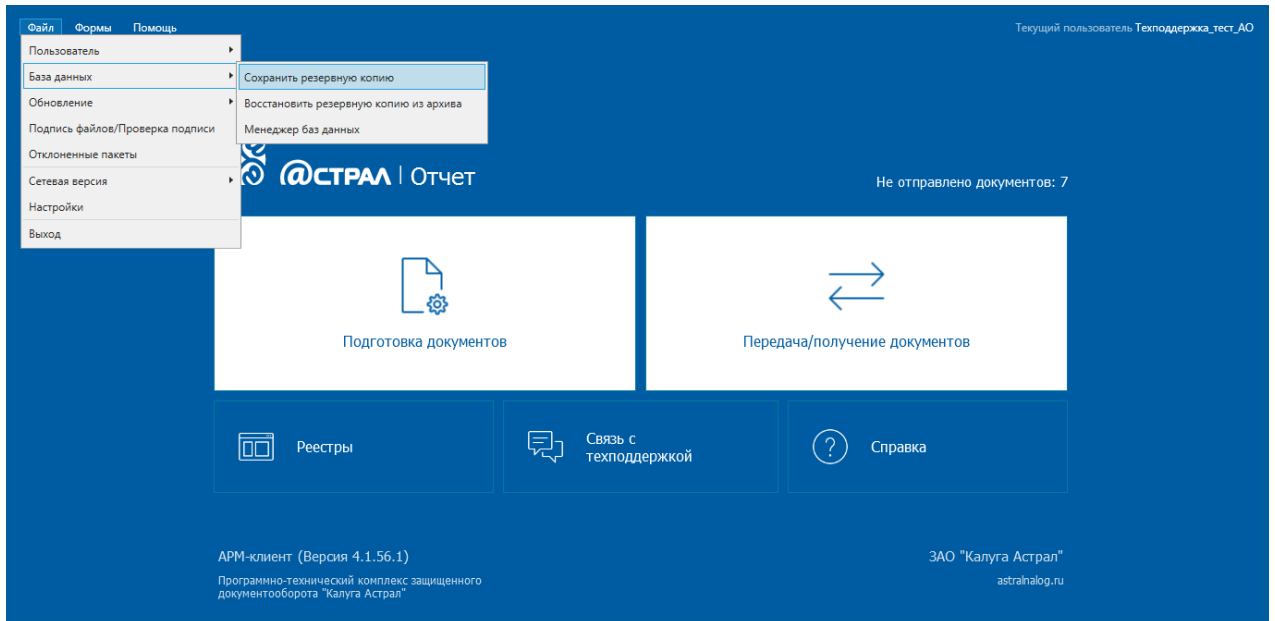 Файл Формы Помощь
Текущий пользователь Техподдержка_тест_АО
Пользователь
База данных
Обновление
Подпись файлов/Проверка подписи
Отклоненные пакеты
Сетевая версия
Настройки
Выход
Сохранить резервную копию
Восстановить резервную копию из архива
Менеджер баз данных
@СТРАЛ | Отчет
Не отправлено документов: 7
Подготовка документов
Передача/получение документов
Реестры
Связь с
техподдержкой
Справка
АРМ-клиент (Версия 4.1.56.1)
Программно-технический комплекс защищенного
документооборота "Калуга Астрал"
ЗАО "Калуга Астрал"
astralnalog.ru